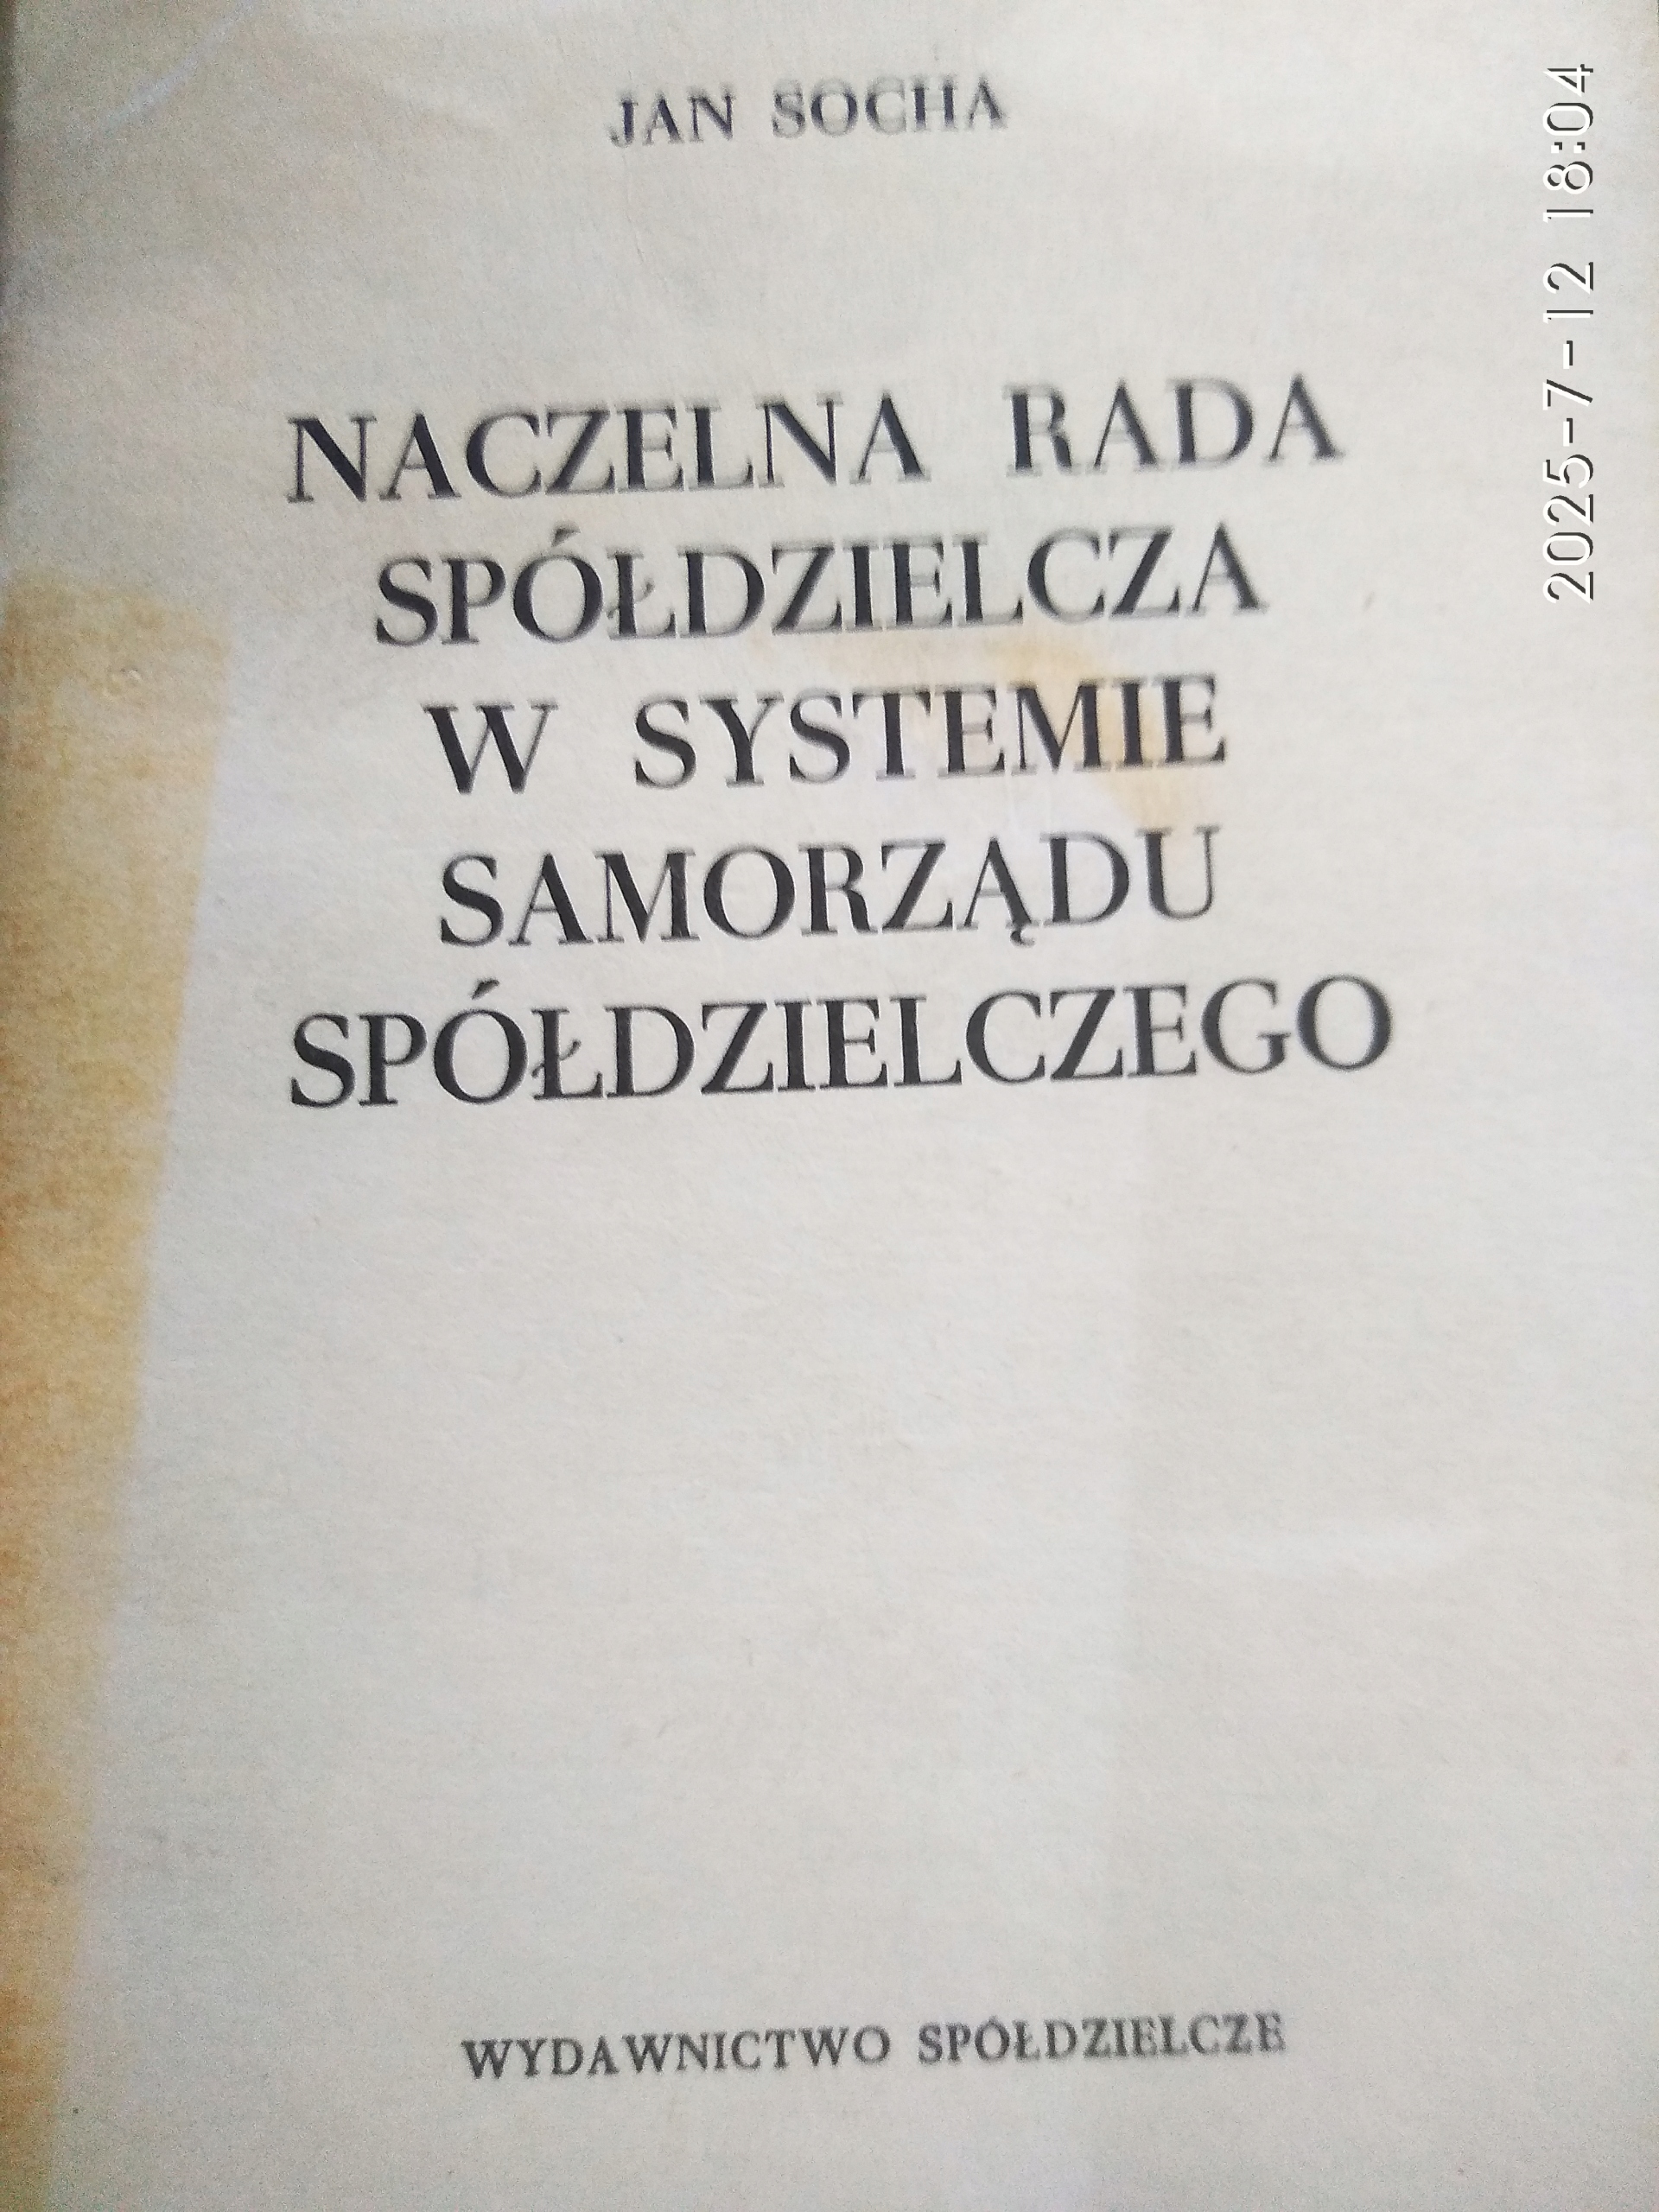 JAN SOCHA
NACZELNA RADA
SPÓŁDZIELCZA
W SYSTEMIE
SAMORZĄDU
SPÓŁDZIELCZEGO
WYDAWNICTWO SPÓŁDZIELCZE
2025-7-12 18:04